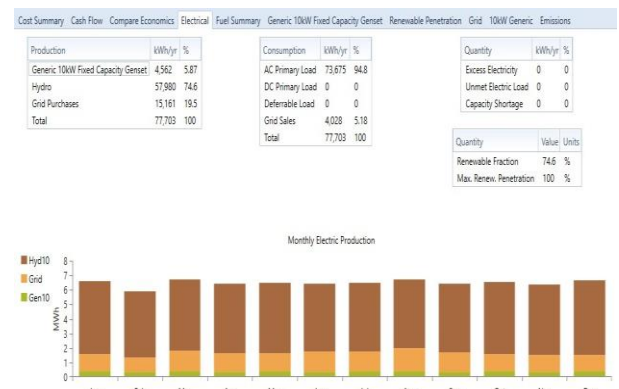 Cost Summary Cash Flow Compare Economics Electrical Fuel Summary Generic 10kW Fixed Capacity Genset Renewable Penetration Grid 10kW Generic Emissions
Production kWh/yr %
Generic 10kW Fixed Capacity Genset 4,562 5.87
Hydro 57,980 74.6
Grid Purchases 15,161 19.5
Total 77,703 100
Consumption kWh/yr %
AC Primary Load 73,675 94.8
DC Primary Load 0 0
Deferrable Load 0 0
Grid Sales 4,028 5.18
Total 77,703 100
Quantity kWh/yr %
Excess Electricity 0 0
Unmet Electric Load 0 0
Capacity Shortage 0 0
Quantity Value Units
Renewable Fraction 74.6 %
Max. Renew. Penetration 100 %
Monthly Electric Production
Hyd10
Grid
Gen10
MWh
8
7
6
5
4
3
2
1
0